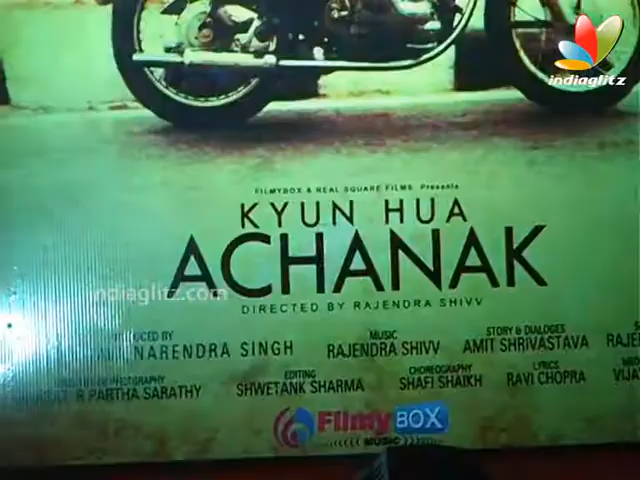 indiaglitz
FILMYBOX & REAL SQUARE FILMS Presents
KYUN HUA
ACHANAK
indiaglitz.com
DIRECTED BY RAJENDRA SHIVV
MUSIC STORY & DIALOGES
NARENDRA SINGH RAJENDRA SHIVV AMIT SHRIVASTAVA
EDITING CHOREOGRAPHY LYRICS
R PARTHA SARATHY SHWETANK SHARMA SHAFI SHAIKH RAVI CHOPRA
Filmy BOX
MUSIC